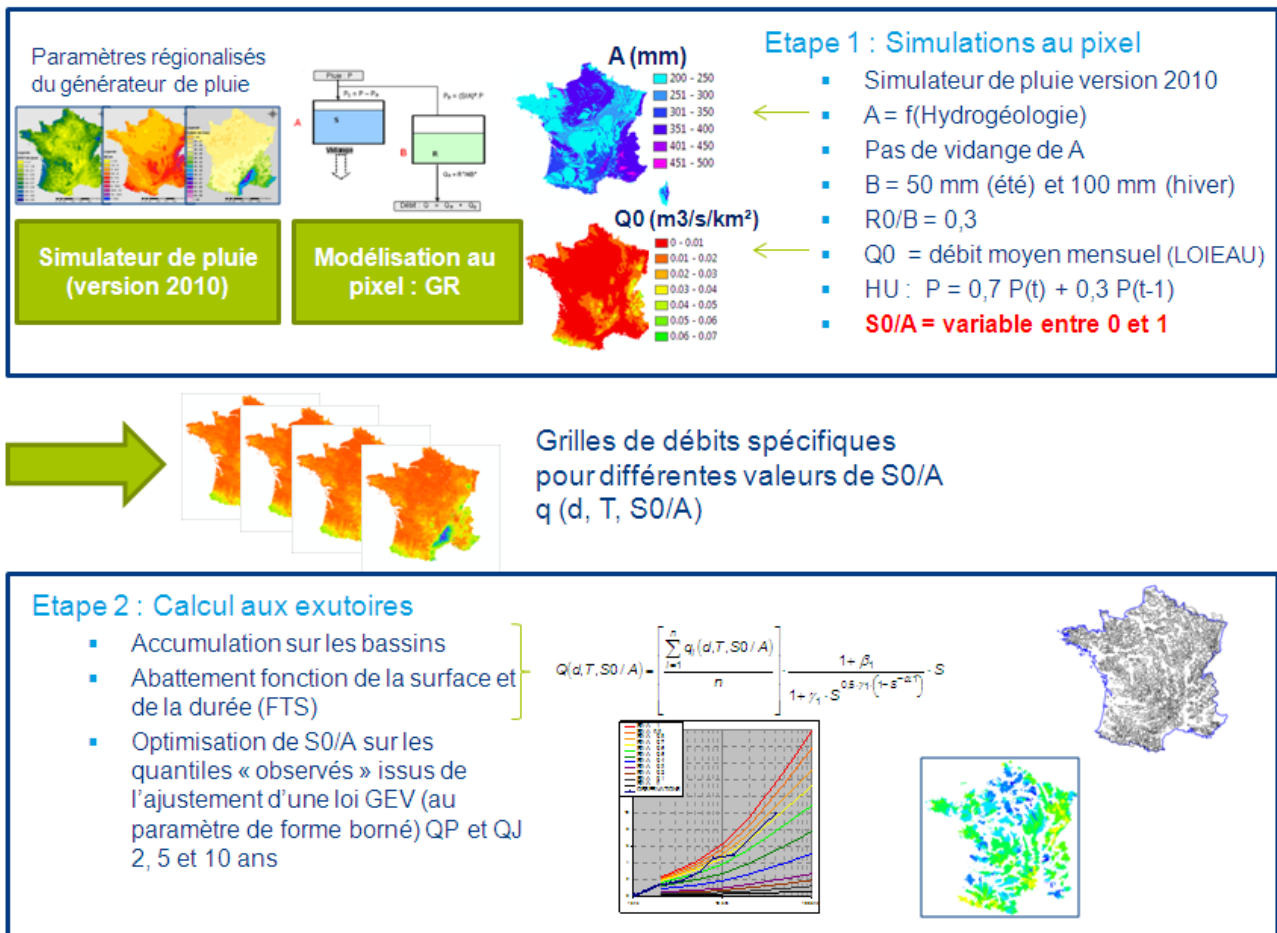 Paramètres régionalisés
du générateur de pluie
Pluie : P
A
S
Vidange
B
R
A (mm)
200 - 250
251 - 300
301 - 350
351 - 400
401 - 450
451 - 500
Q0 (m3/s/km²)
0 - 0.01
0.01 - 0.02
0.02 - 0.03
0.03 - 0.04
0.04 - 0.05
0.05 - 0.06
0.06 - 0.07
Simulateur de pluie
(version 2010)
Modélisation au
pixel : GR
Etape 1 : Simulations au pixel
▪ Simulateur de pluie version 2010
▪ A = f(Hydrogéologie)
▪ Pas de vidange de A
▪ B = 50 mm (été) et 100 mm (hiver)
▪ R0/B = 0,3
▪ Q0 = débit moyen mensuel (LOIEAU)
▪ HU : P = 0,7 P(t) + 0,3 P(t-1)
▪ S0/A = variable entre 0 et 1
Grilles de débits spécifiques
pour différentes valeurs de S0/A
q (d, T, S0/A)
Etape 2 : Calcul aux exutoires
▪ Accumulation sur les bassins
▪ Abattement fonction de la surface et
de la durée (FTS)
▪ Optimisation de S0/A sur les
quantiles « observés » issus de
l'ajustement d'une loi GEV (au
paramètre de forme borné) QP et QJ
2, 5 et 10 ans